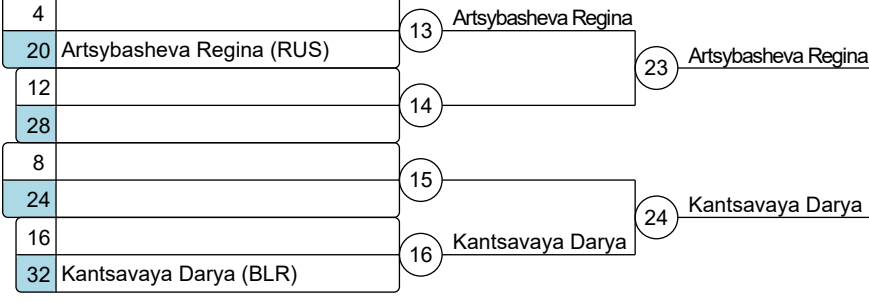 4
13
Artsybasheva Regina
20 Artsybasheva Regina (RUS)
23
Artsybasheva Regina
12
14
28
8
15
24
24
Kantsavaya Darya
16
16
Kantsavaya Darya
32 Kantsavaya Darya (BLR)